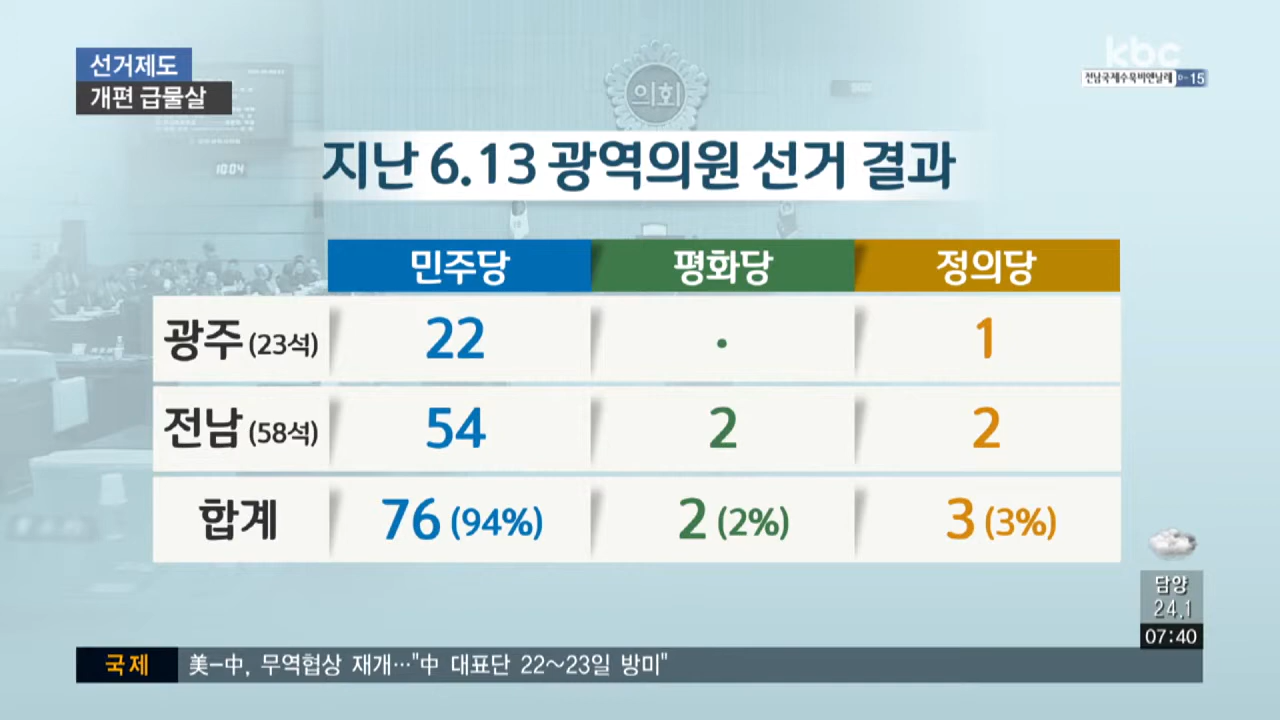 선거제도
개편 급물살
kbc
전남국제수묵비엔날레 D-15
의회
10:04
지난 6.13 광역의원 선거 결과
민주당 평화당 정의당
광주 (23석) 22 · 1
전남 (58석) 54 2 2
합계 76 (94%) 2 (2%) 3 (3%)
담양
24.1
07:40
국제 美-中, 무역협상 재개…"中 대표단 22~23일 방미"